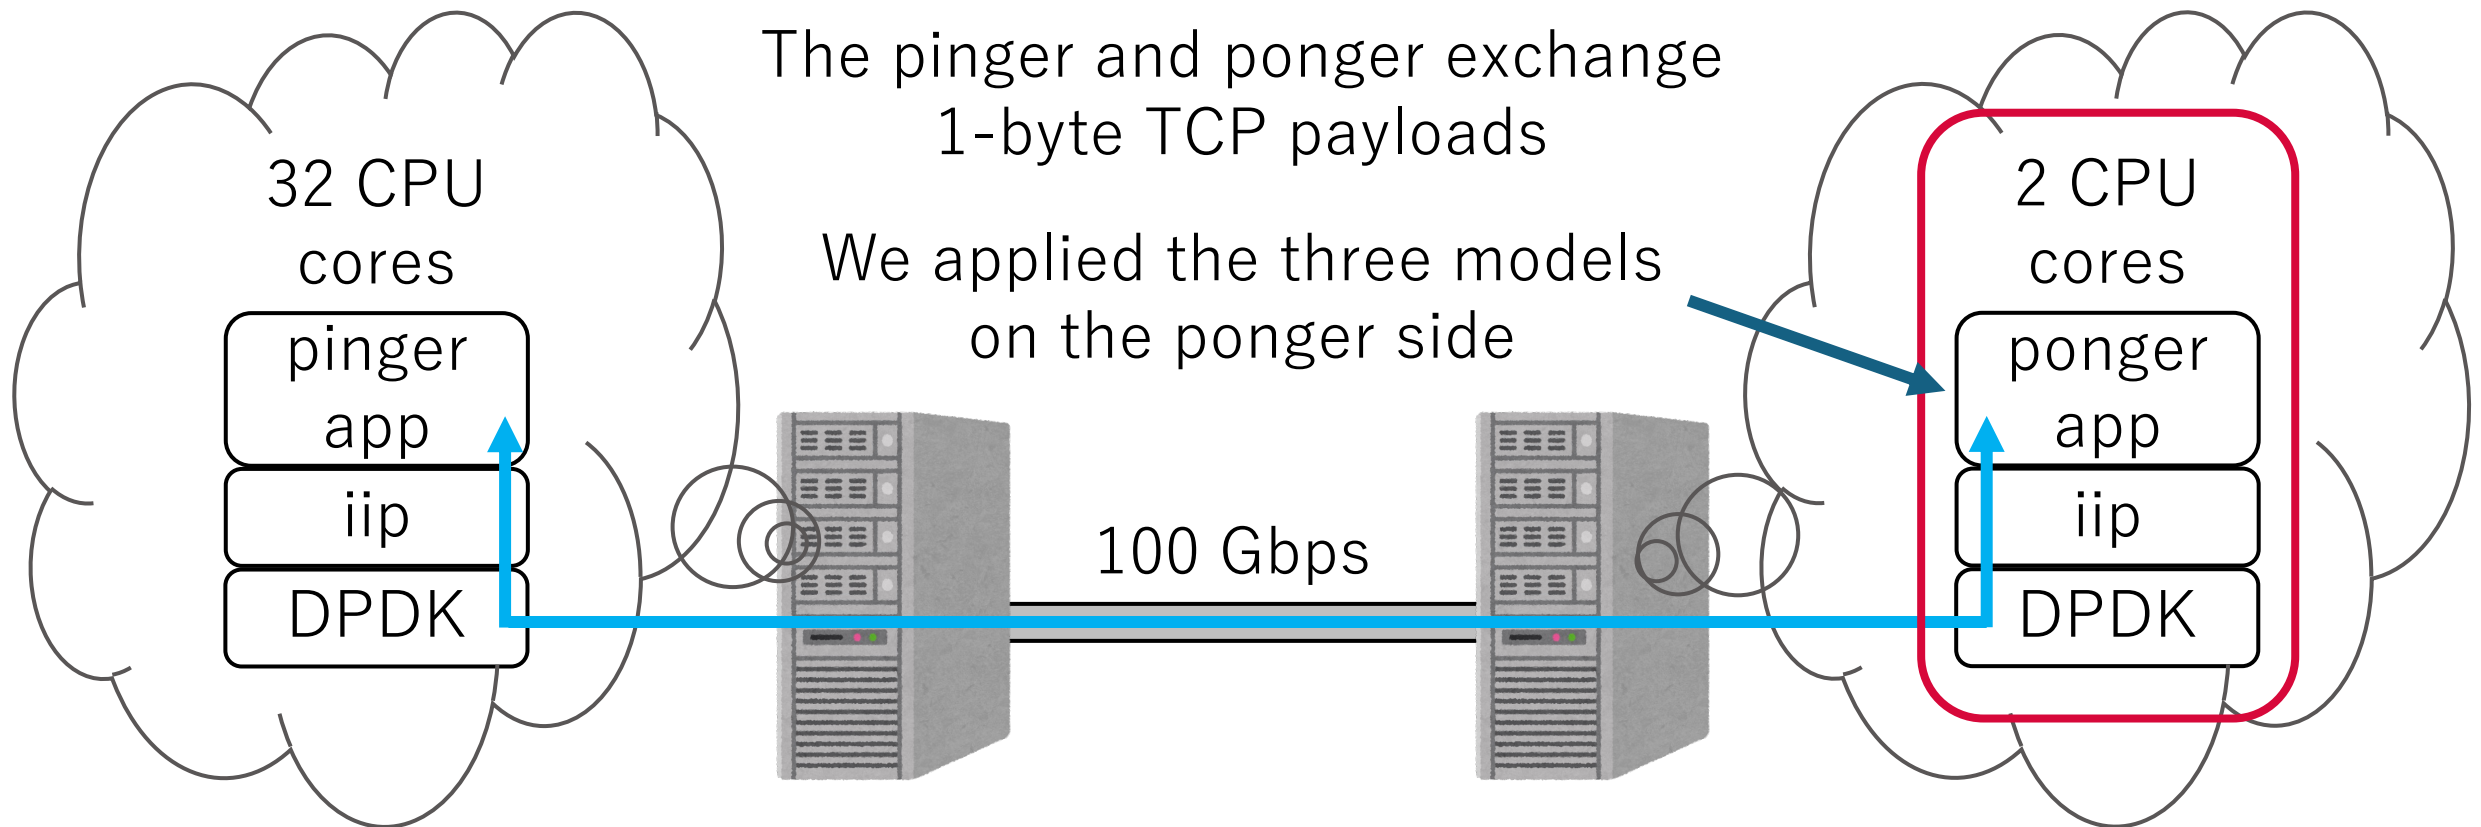 The pinger and ponger exchange
1-byte TCP payloads
We applied the three models
on the ponger side
32 CPU
cores
pinger
app
iip
DPDK
100 Gbps
2 CPU
cores
ponger
app
iip
DPDK